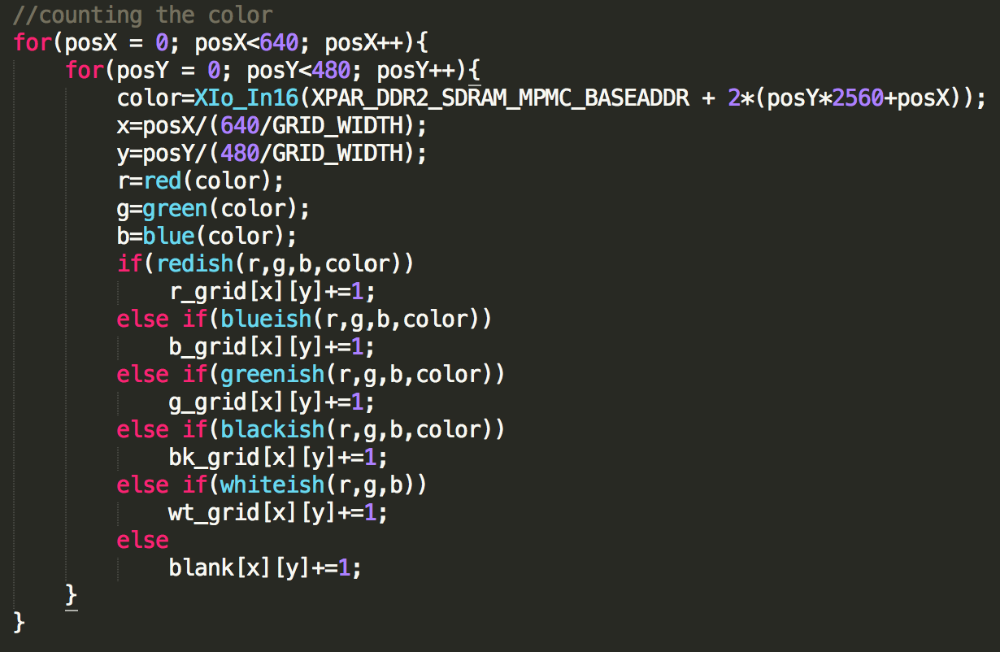 //counting the color
for(posX = 0; posX<640; posX++){
    for(posY = 0; posY<480; posY++){
        color=XIo_In16(XPAR_DDR2_SDRAM_MPMC_BASEADDR + 2*(posY*2560+posX));
        x=posX/(640/GRID_WIDTH);
        y=posY/(480/GRID_WIDTH);
        r=red(color);
        g=green(color);
        b=blue(color);
        if(redish(r,g,b,color))
            r_grid[x][y]+=1;
        else if(blueish(r,g,b,color))
            b_grid[x][y]+=1;
        else if(greenish(r,g,b,color))
            g_grid[x][y]+=1;
        else if(blackish(r,g,b,color))
            bk_grid[x][y]+=1;
        else if(whiteish(r,g,b))
            wt_grid[x][y]+=1;
        else
            blank[x][y]+=1;
    }
}